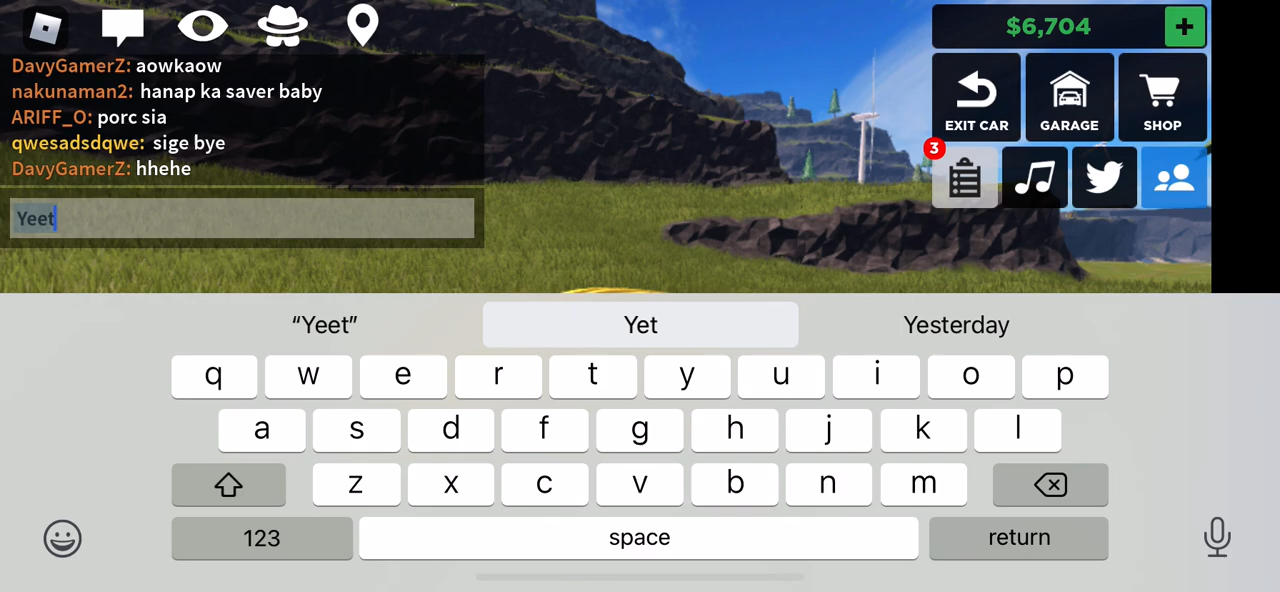 $6,704
+
DavyGamerZ: aowkaow
nakunaman2: hanap ka saver baby
ARIFF_O: porc sia
qwesadsdqwe: sige bye
DavyGamerZ: hhehe
Yeet
EXIT CAR GARAGE SHOP
3
“Yeet” Yet Yesterday
q w e r t y u i o p
a s d f g h j k l
z x c v b n m
123 space return